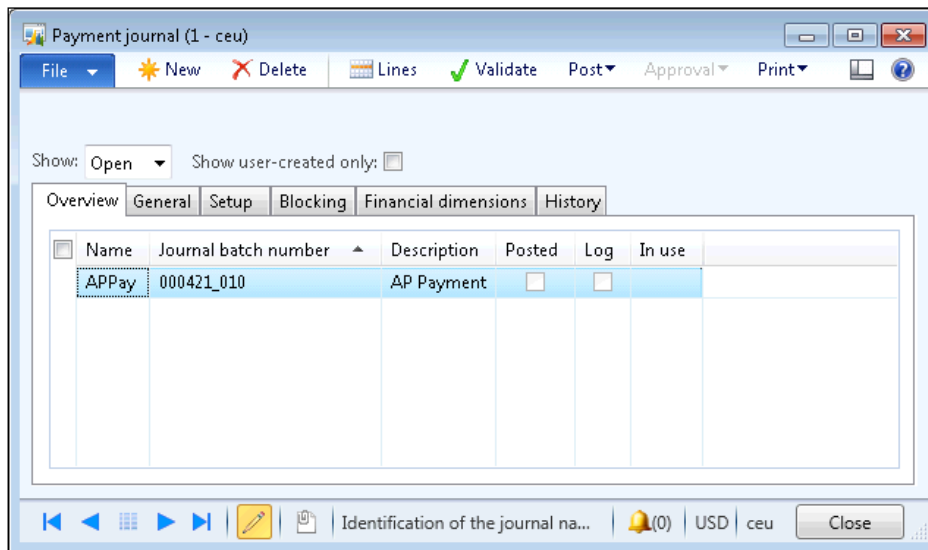 Payment journal (1 - ceu)
File New Delete Lines Validate Post Approval Print
Show: Open Show user-created only:
Overview General Setup Blocking Financial dimensions History
Name Journal batch number Description Posted Log In use
APPay 000421_010 AP Payment
Identification of the journal na... (0) USD ceu Close